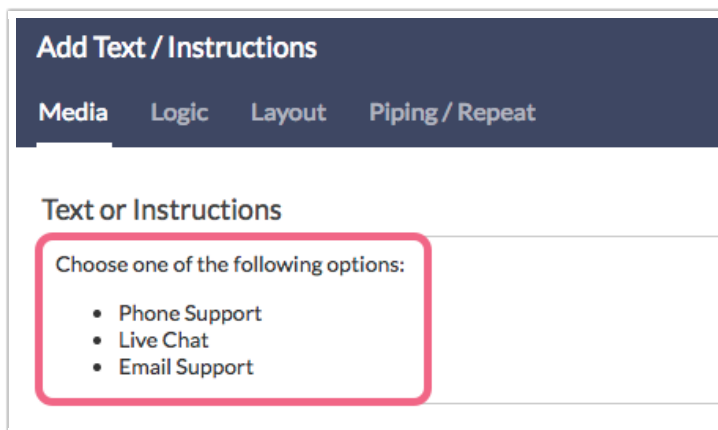 Add Text / Instructions
Media Logic Layout Piping / Repeat
Text or Instructions
Choose one of the following options:
• Phone Support
• Live Chat
• Email Support